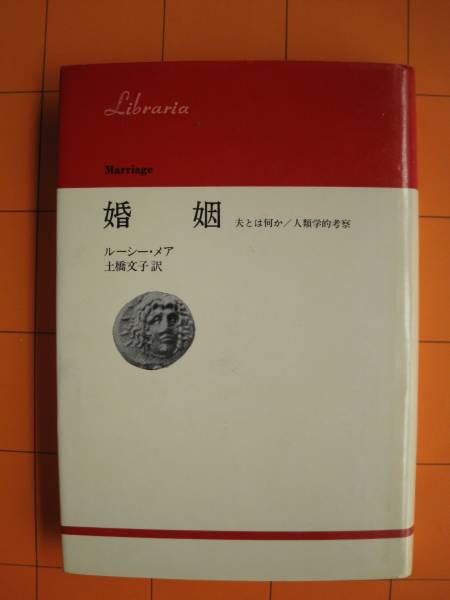 Libraria
Marriage
婚姻 夫とは何か／人類学的考察
ルーシー・メア
土橋文子訳